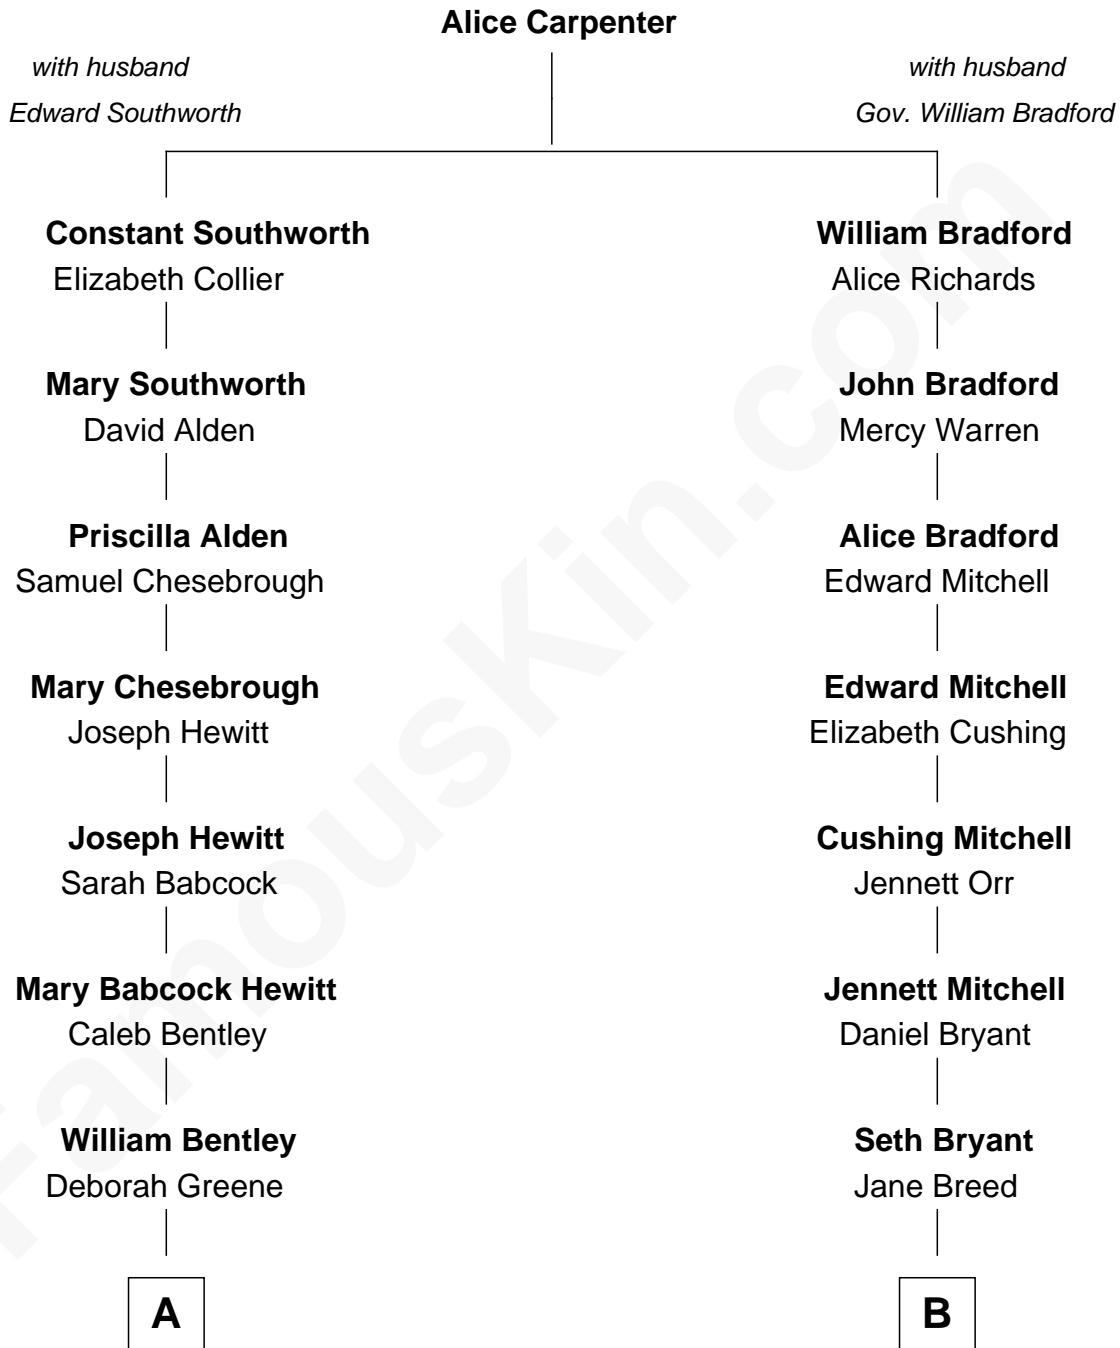 Alice Carpenter
with husband
Edward Southworth
with husband
Gov. William Bradford
Constant Southworth
Elizabeth Collier
William Bradford
Alice Richards
Mary Southworth
David Alden
John Bradford
Mercy Warren
Priscilla Alden
Samuel Chesebrough
Alice Bradford
Edward Mitchell
Mary Chesebrough
Joseph Hewitt
Edward Mitchell
Elizabeth Cushing
Joseph Hewitt
Sarah Babcock
Cushing Mitchell
Jennett Orr
Mary Babcock Hewitt
Caleb Bentley
Jennett Mitchell
Daniel Bryant
William Bentley
Deborah Greene
Seth Bryant
Jane Breed
A
B
FamousKin.com